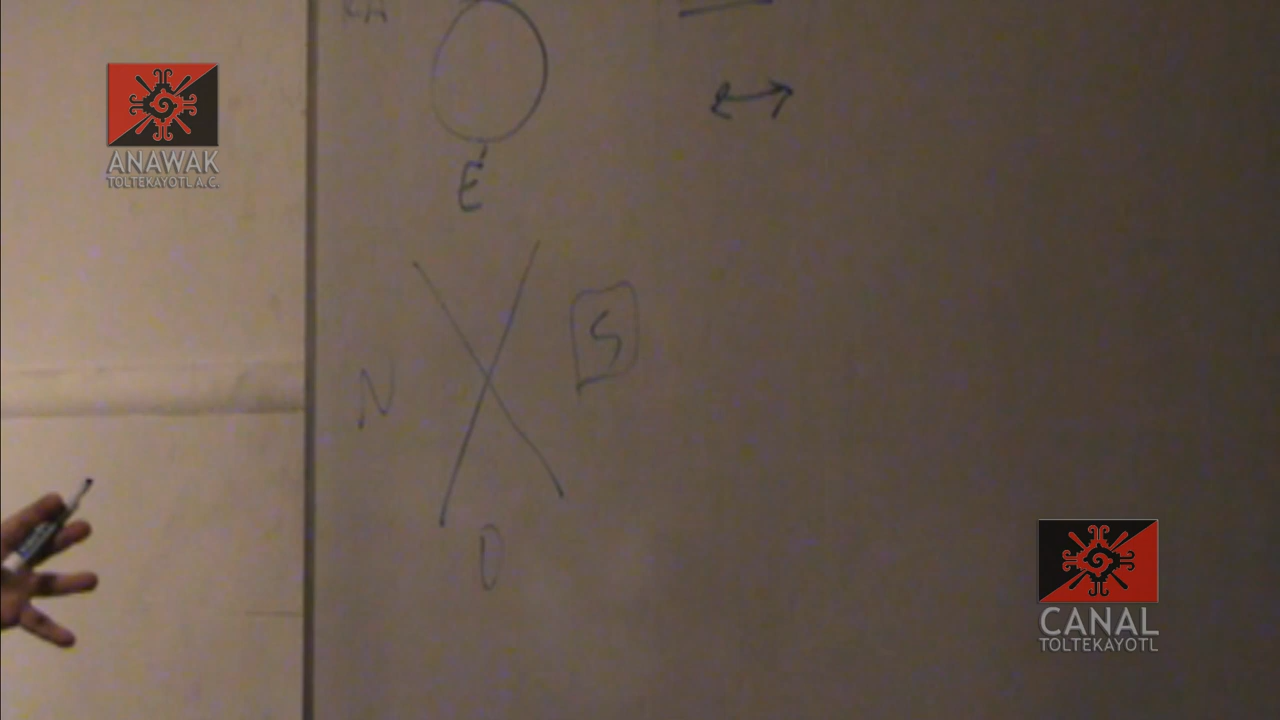 ANAWAK
TOLTEKAYOTL A.C.
E
S
N
O
CANAL
TOLTEKAYOTL